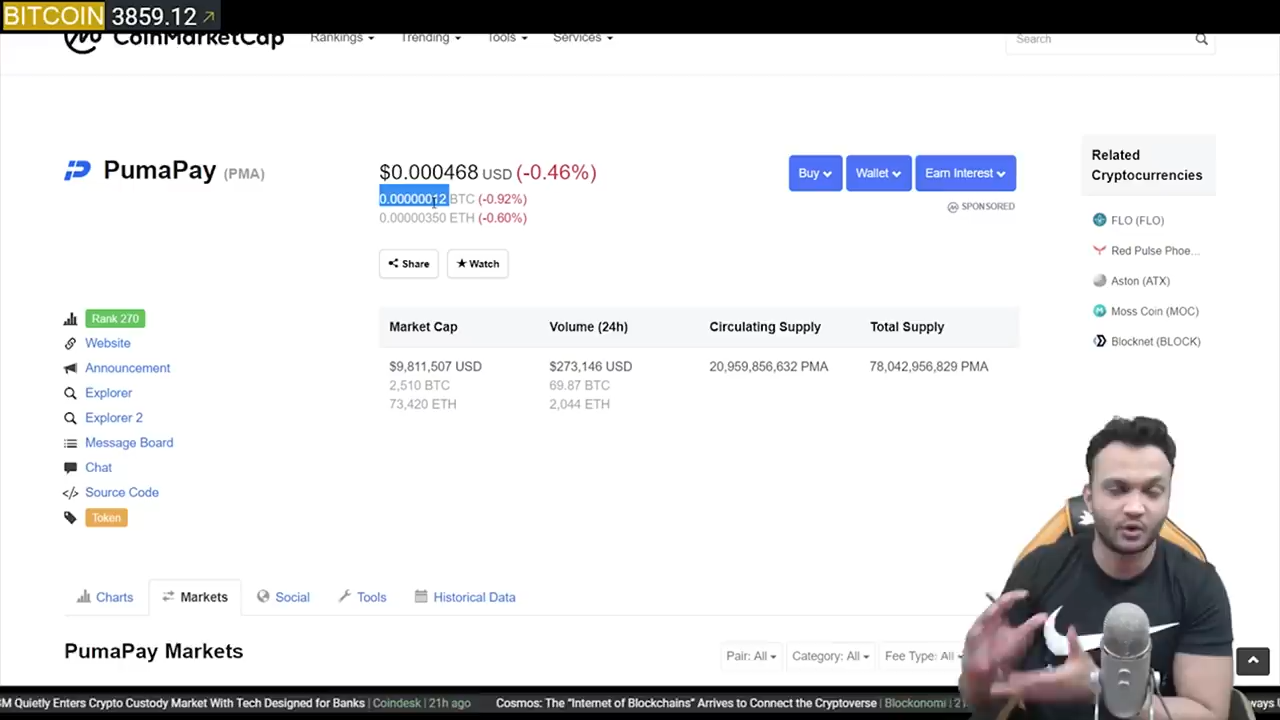 BITCOIN 3859.12
CoinMarketCap Rankings Trending Tools Services Search
PumaPay (PMA)
$0.000468 USD (-0.46%)
0.00000012 BTC (-0.92%)
0.00000350 ETH (-0.60%)
Buy Wallet Earn Interest
SPONSORED
Share Watch
Related
Cryptocurrencies
FLO (FLO)
Red Pulse Phoe...
Aston (ATX)
Moss Coin (MOC)
Blocknet (BLOCK)
Rank 270
Website
Announcement
Explorer
Explorer 2
Message Board
Chat
Source Code
Token
Market Cap Volume (24h) Circulating Supply Total Supply
$9,811,507 USD $273,146 USD 20,959,856,632 PMA 78,042,956,829 PMA
2,510 BTC 69.87 BTC
73,420 ETH 2,044 ETH
Charts Markets Social Tools Historical Data
PumaPay Markets
Pair: All Category: All Fee Type: All
BM Quietly Enters Crypto Custody Market With Tech Designed for Banks | Coindesk | 21h ago Cosmos: The “Internet of Blockchains” Arrives to Connect the Cryptoverse | Blockonomi